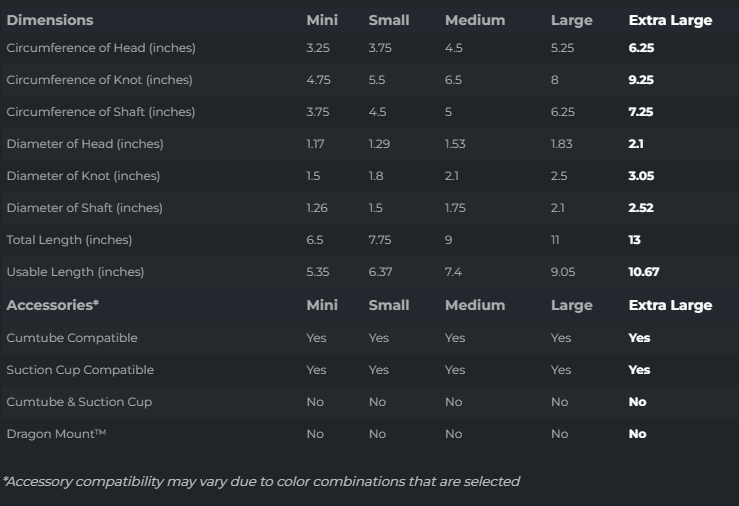 Dimensions Mini Small Medium Large Extra Large
Circumference of Head (inches) 3.25 3.75 4.5 5.25 6.25
Circumference of Knot (inches) 4.75 5.5 6.5 8 9.25
Circumference of Shaft (inches) 3.75 4.5 5 6.25 7.25
Diameter of Head (inches) 1.17 1.29 1.53 1.83 2.1
Diameter of Knot (inches) 1.5 1.8 2.1 2.5 3.05
Diameter of Shaft (inches) 1.26 1.5 1.75 2.1 2.52
Total Length (inches) 6.5 7.75 9 11 13
Usable Length (inches) 5.35 6.37 7.4 9.05 10.67
Accessories* Mini Small Medium Large Extra Large
Cumtube Compatible Yes Yes Yes Yes Yes
Suction Cup Compatible Yes Yes Yes Yes Yes
Cumtube & Suction Cup No No No No No
Dragon Mount™ No No No No No
*Accessory compatibility may vary due to color combinations that are selected